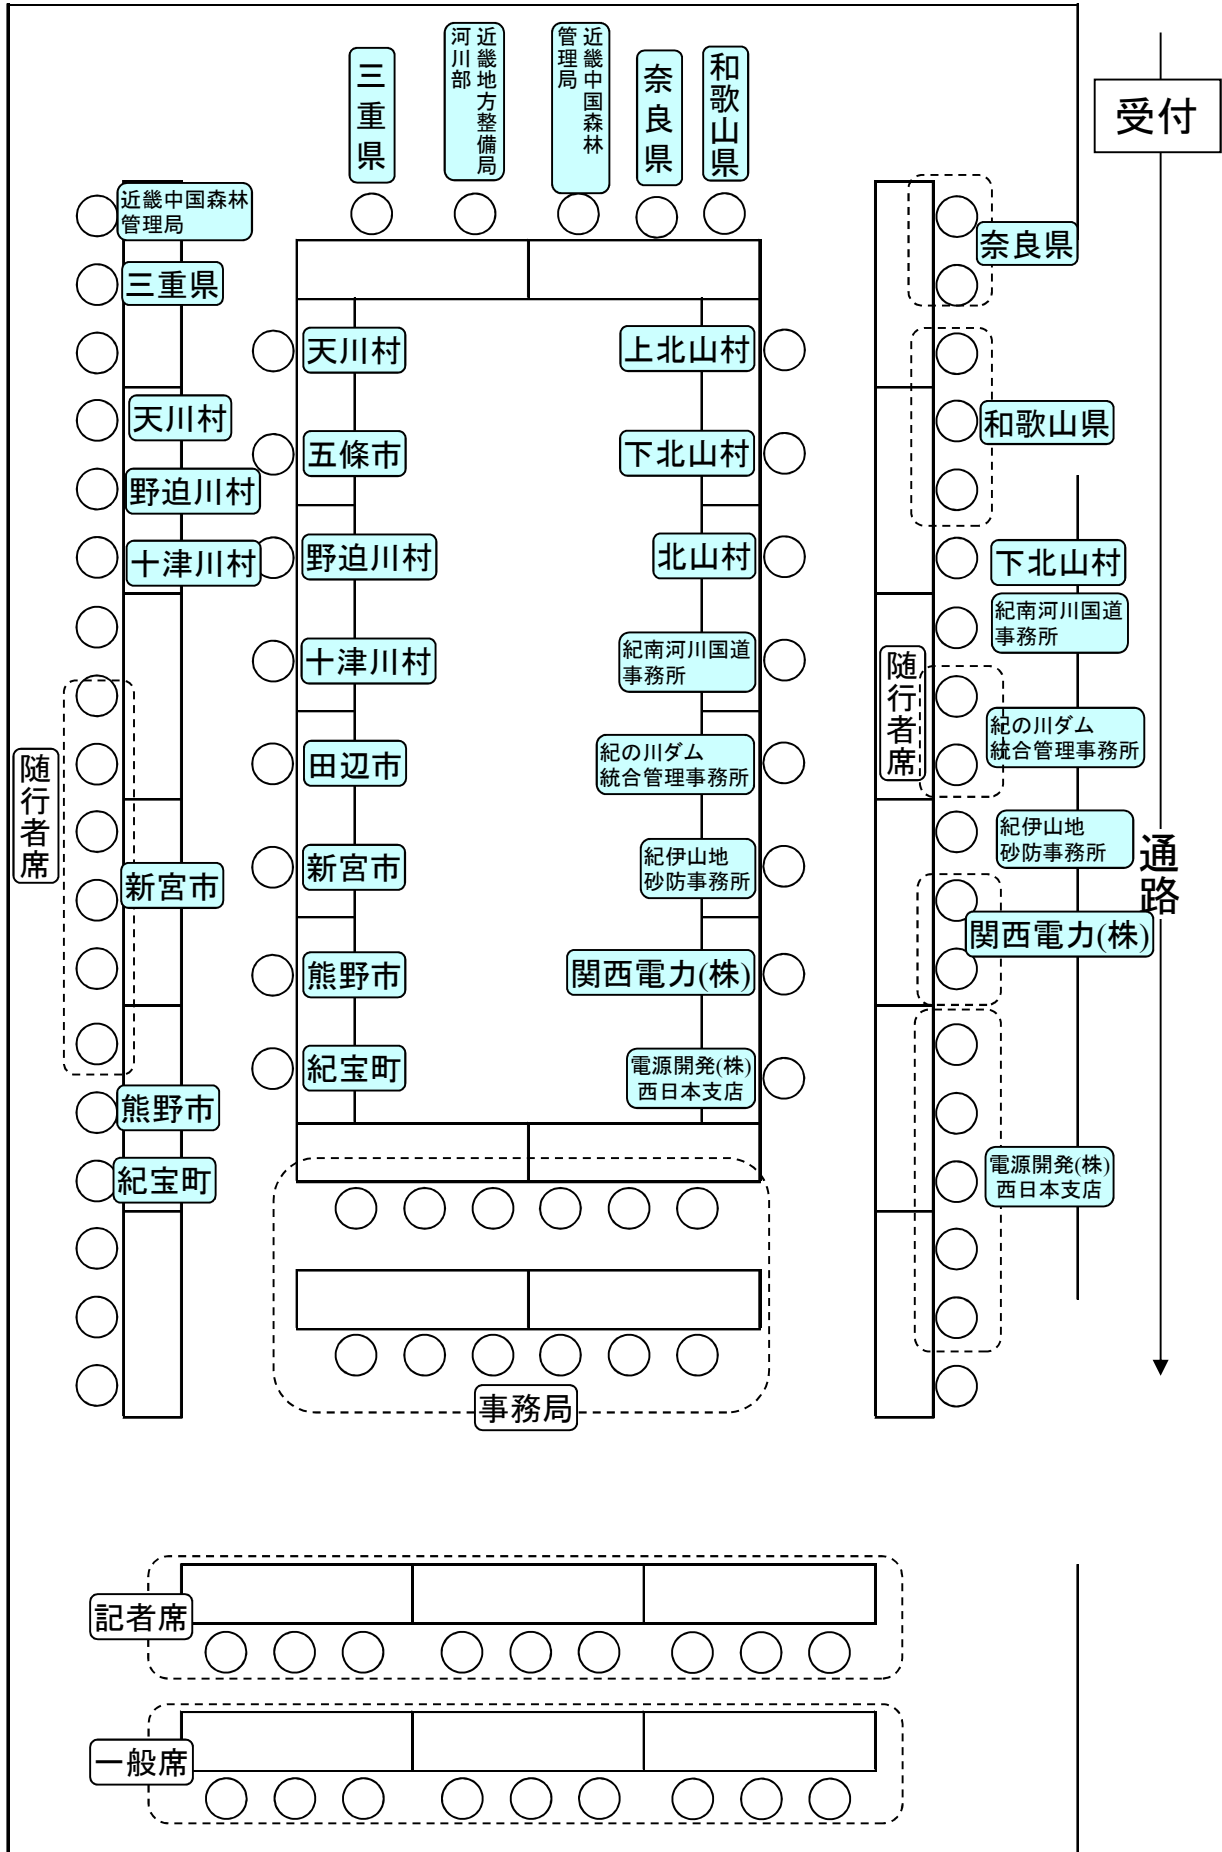 三重県
近畿地方整備局
河川部
近畿中国森林
管理局
奈良県
和歌山県
受付
近畿中国森林
管理局
三重県
天川村
野迫川村
十津川村
随行者席
新宮市
熊野市
紀宝町
天川村
五條市
野迫川村
十津川村
田辺市
新宮市
熊野市
紀宝町
上北山村
下北山村
北山村
紀南河川国道
事務所
紀の川ダム
統合管理事務所
紀伊山地
砂防事務所
関西電力(株)
電源開発(株)
西日本支店
随行者席
奈良県
和歌山県
下北山村
紀南河川国道
事務所
紀の川ダム
統合管理事務所
紀伊山地
砂防事務所
関西電力(株)
電源開発(株)
西日本支店
通路
事務局
記者席
一般席